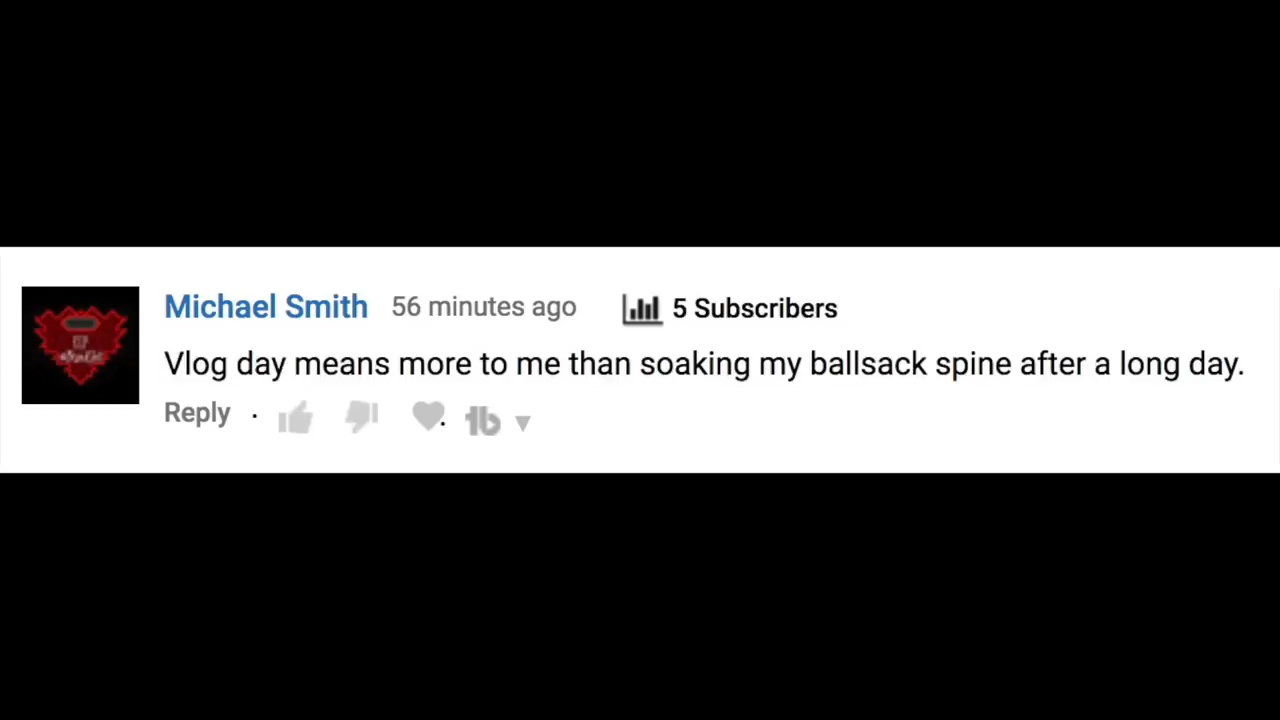 Michael Smith 56 minutes ago 5 Subscribers
Vlog day means more to me than soaking my ballsack spine after a long day.
Reply